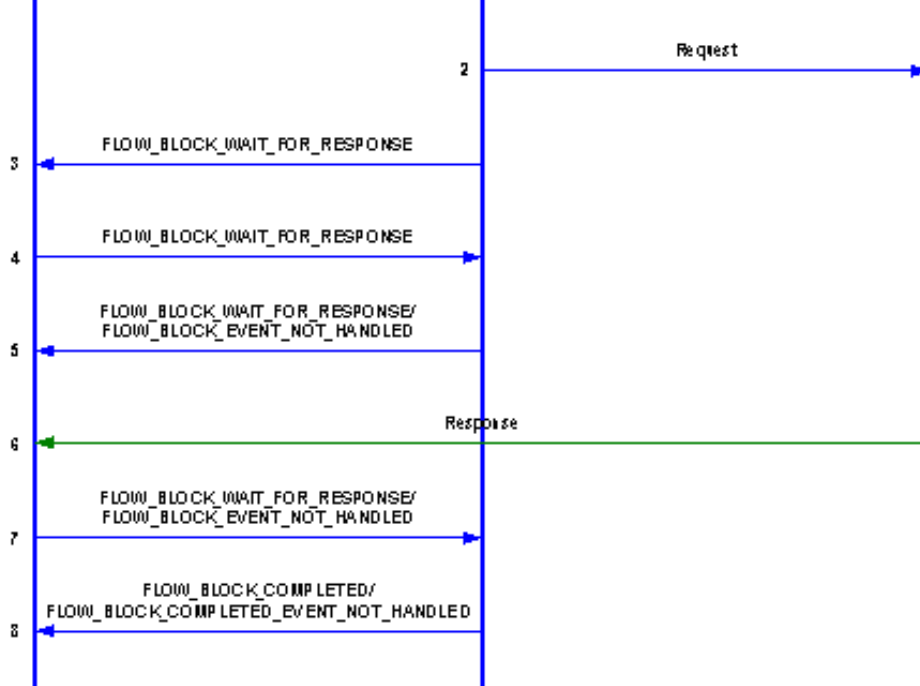 Request
2
FLOW_BLOCK_WAIT_FOR_RESPONSE
3
FLOW_BLOCK_WAIT_FOR_RESPONSE
4
FLOW_BLOCK_WAIT_FOR_RESPONSE/
FLOW_BLOCK_EVENT_NOT_HANDLED
5
Response
6
FLOW_BLOCK_WAIT_FOR_RESPONSE/
FLOW_BLOCK_EVENT_NOT_HANDLED
7
FLOW_BLOCK_COMPLETED/
FLOW_BLOCK_COMPLETED_EVENT_NOT_HANDLED
8